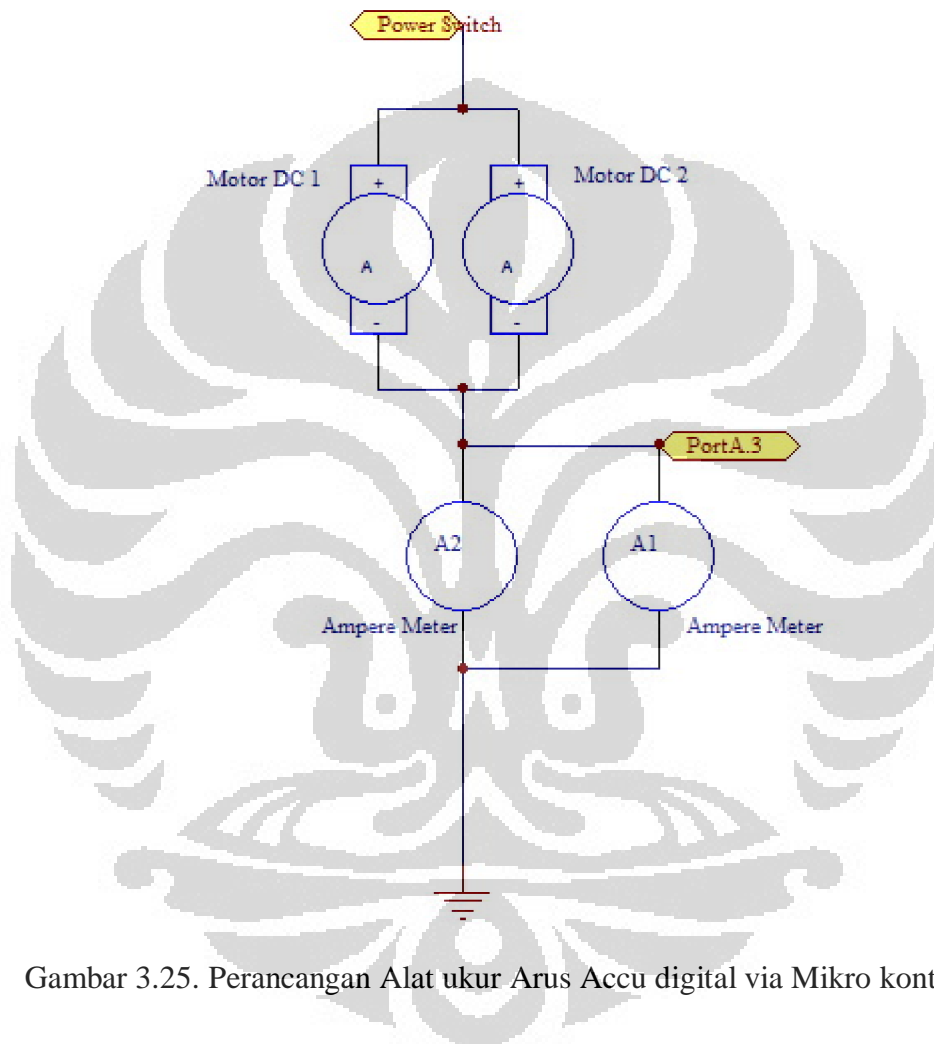 Power Switch
Motor DC 1
Motor DC 2
+
+
A
A
-
-
PortA.3
A2
A1
Ampere Meter
Ampere Meter
Gambar 3.25. Perancangan Alat ukur Arus Accu digital via Mikro kont